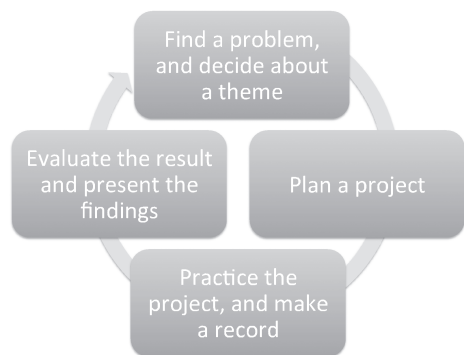 Find a problem,
and decide about
a theme
Plan a project
Practice the
project, and make
a record
Evaluate the result
and present the
findings